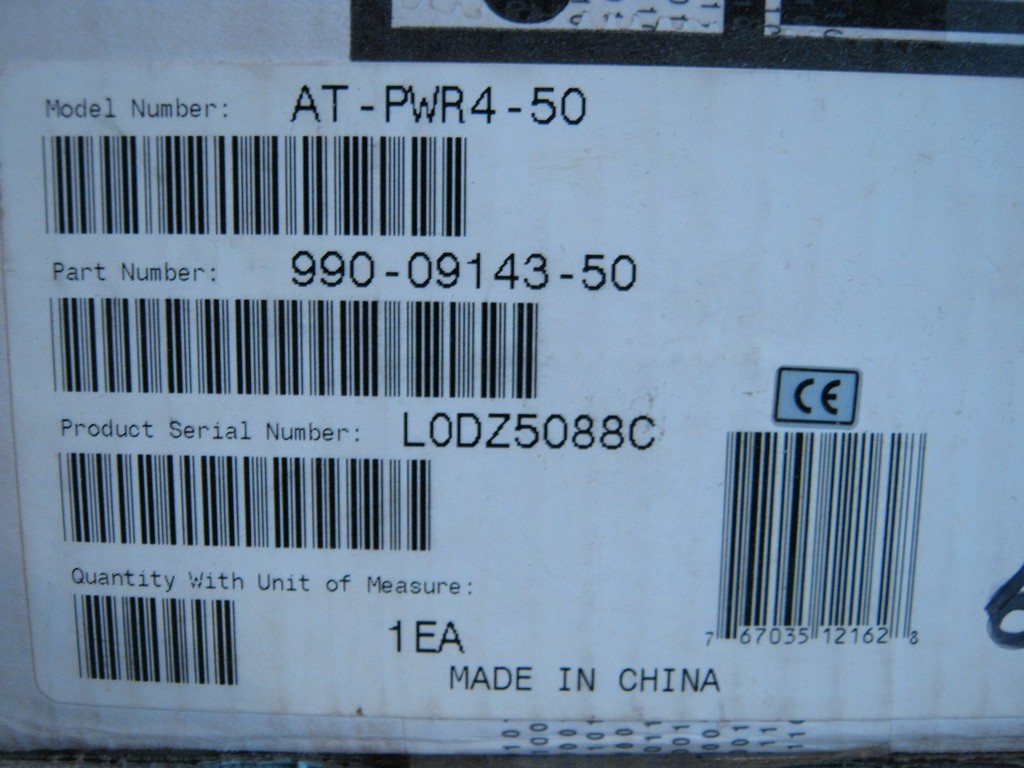 Model Number: AT-PWR4-50
Part Number: 990-09143-50
Product Serial Number: L0DZ5088C
CE
Quantity With Unit of Measure:
1EA
7 67035 12162 8
MADE IN CHINA